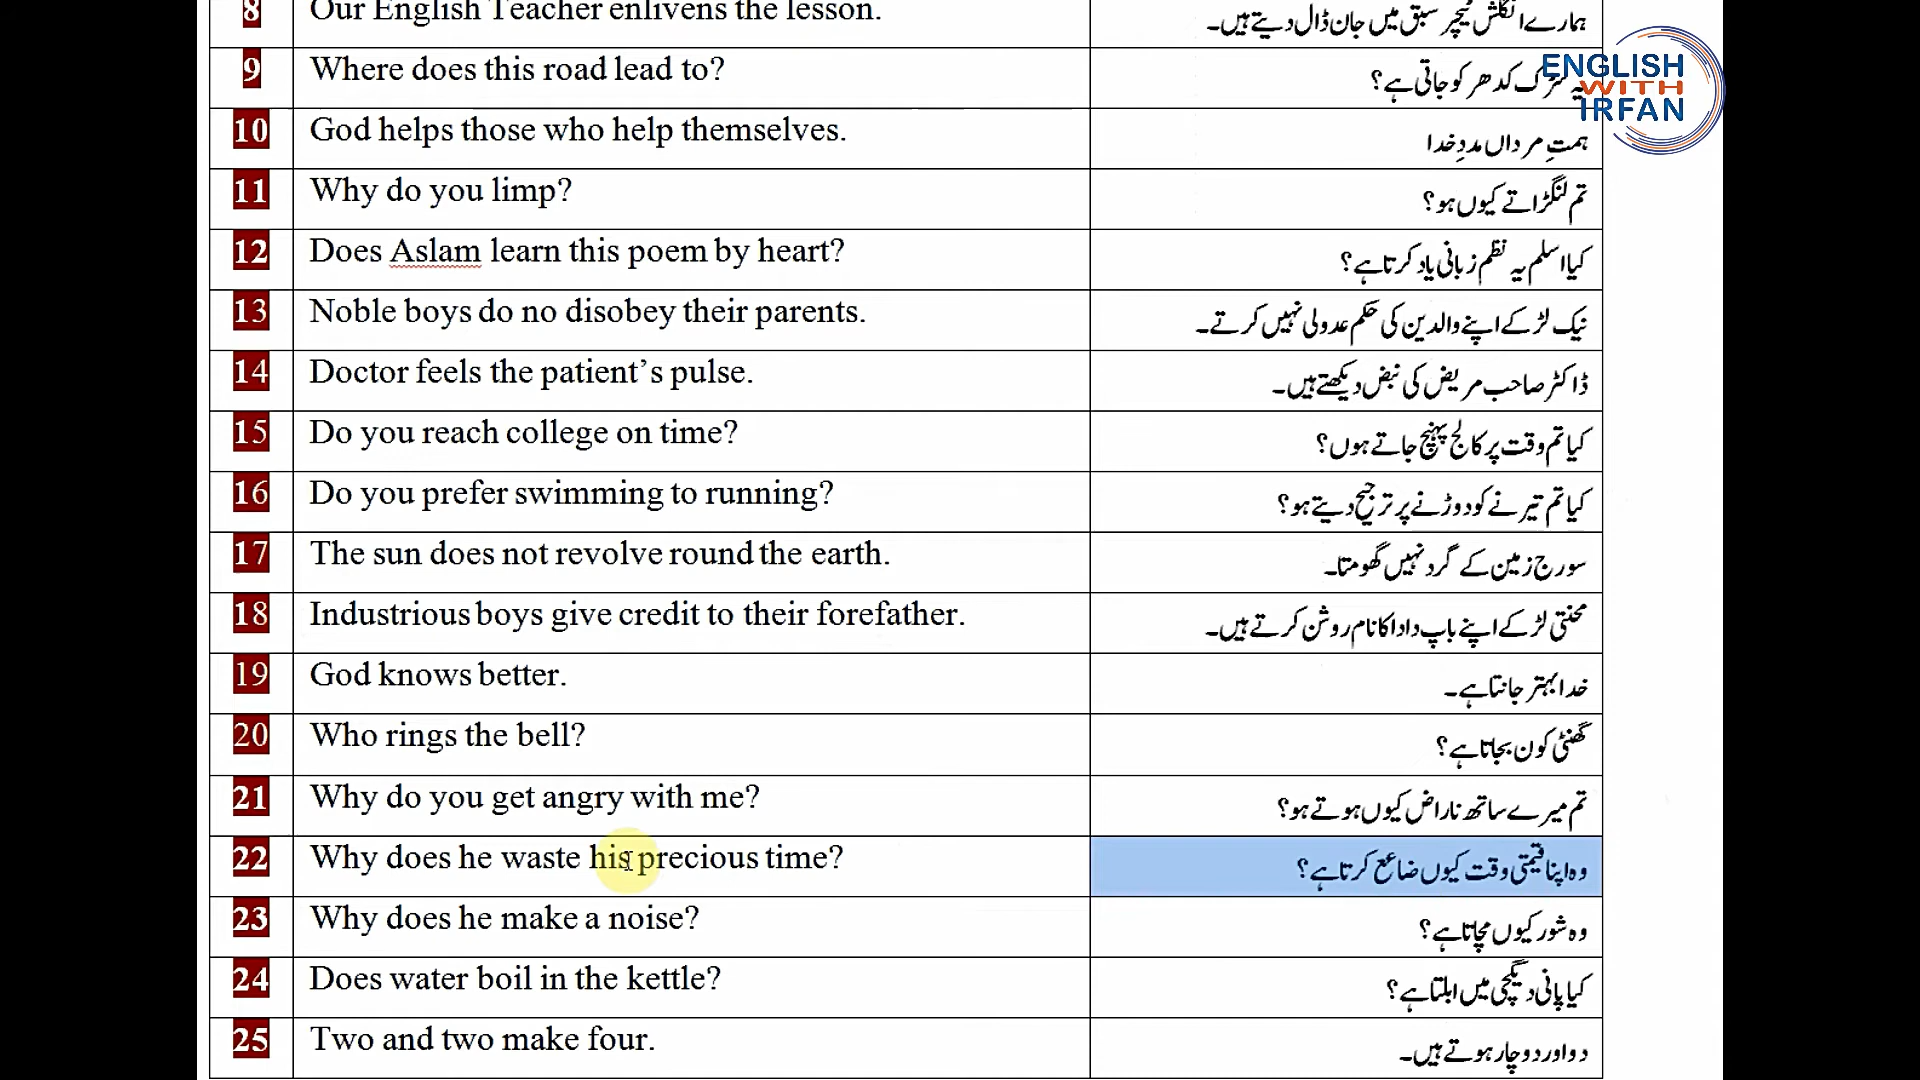 8 Our English Teacher enlivens the lesson. ہمارے انگلش ٹیچر سبق میں جان ڈال دیتے ہیں۔
ENGLISH
WITH
IRFAN
9 Where does this road lead to? یہ سڑک کدھر کو جاتی ہے؟
10 God helps those who help themselves. ہمتِ مرداں مددِ خدا
11 Why do you limp? تم لنگڑاتے کیوں ہو؟
12 Does Aslam learn this poem by heart? کیا اسلم یہ نظم زبانی یاد کرتا ہے؟
13 Noble boys do no disobey their parents. نیک لڑکے اپنے والدین کی حکم عدولی نہیں کرتے۔
14 Doctor feels the patient’s pulse. ڈاکٹر صاحب مریض کی نبض دیکھتے ہیں۔
15 Do you reach college on time? کیا تم وقت پر کالج پہنچ جاتے ہوں؟
16 Do you prefer swimming to running? کیا تم تیرنے کو دوڑنے پر ترجیح دیتے ہو؟
17 The sun does not revolve round the earth. سورج زمین کے گرد نہیں گھومتا۔
18 Industrious boys give credit to their forefather. محنتی لڑکے اپنے باپ دادا کا نام روشن کرتے ہیں۔
19 God knows better. خدا بہتر جانتا ہے۔
20 Who rings the bell? گھنٹی کون بجاتا ہے؟
21 Why do you get angry with me? تم میرے ساتھ ناراض کیوں ہوتے ہو؟
22 Why does he waste his precious time? وہ اپنا قیمتی وقت کیوں ضائع کرتا ہے؟
23 Why does he make a noise? وہ شور کیوں مچاتا ہے؟
24 Does water boil in the kettle? کیا پانی دیگچی میں ابلتا ہے؟
25 Two and two make four. دو اور دو چار ہوتے ہیں۔